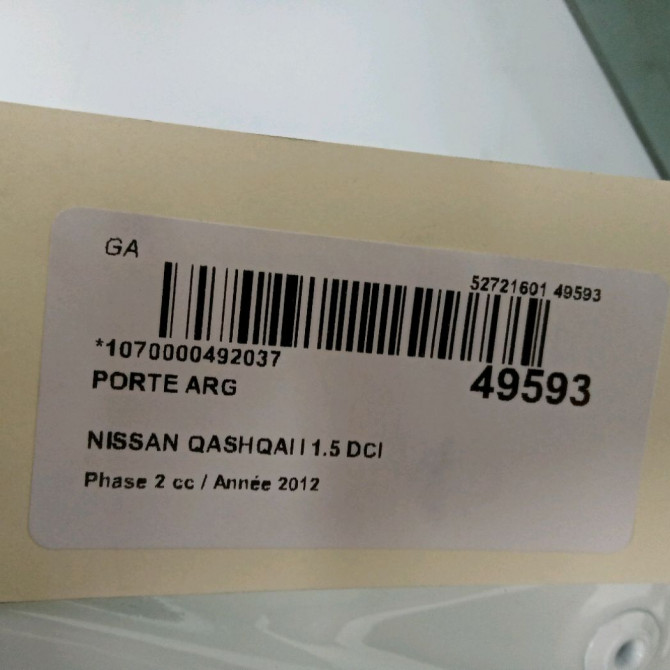 GA
52721601 49593
*1070000492037
49593
PORTE ARG
NISSAN QASHQAI I 1.5 DCI
Phase 2 cc / Année 2012